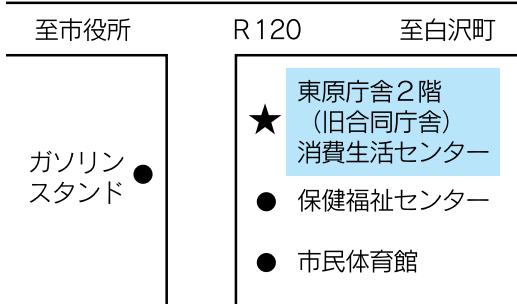 至市役所 R120 至白沢町
★ 東原庁舎2階
（旧合同庁舎）
消費生活センター
ガソリン
スタンド ●
● 保健福祉センター
● 市民体育館